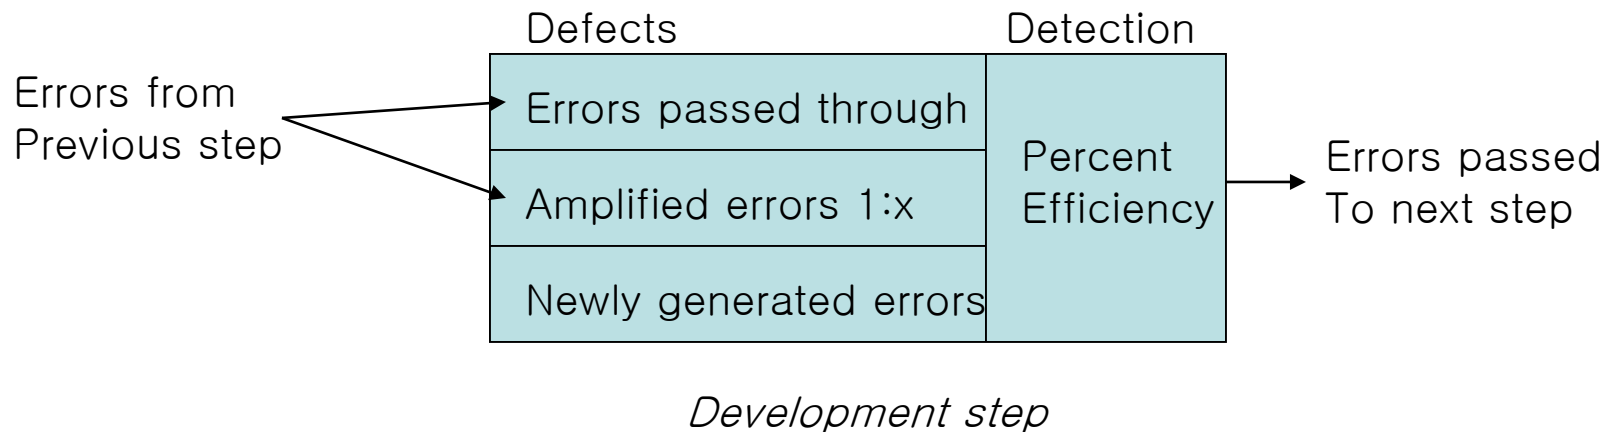 Defects
Detection
Errors from
Previous step
Errors passed through
Amplified errors 1:x
Newly generated errors
Percent
Efficiency
Errors passed
To next step
Development step